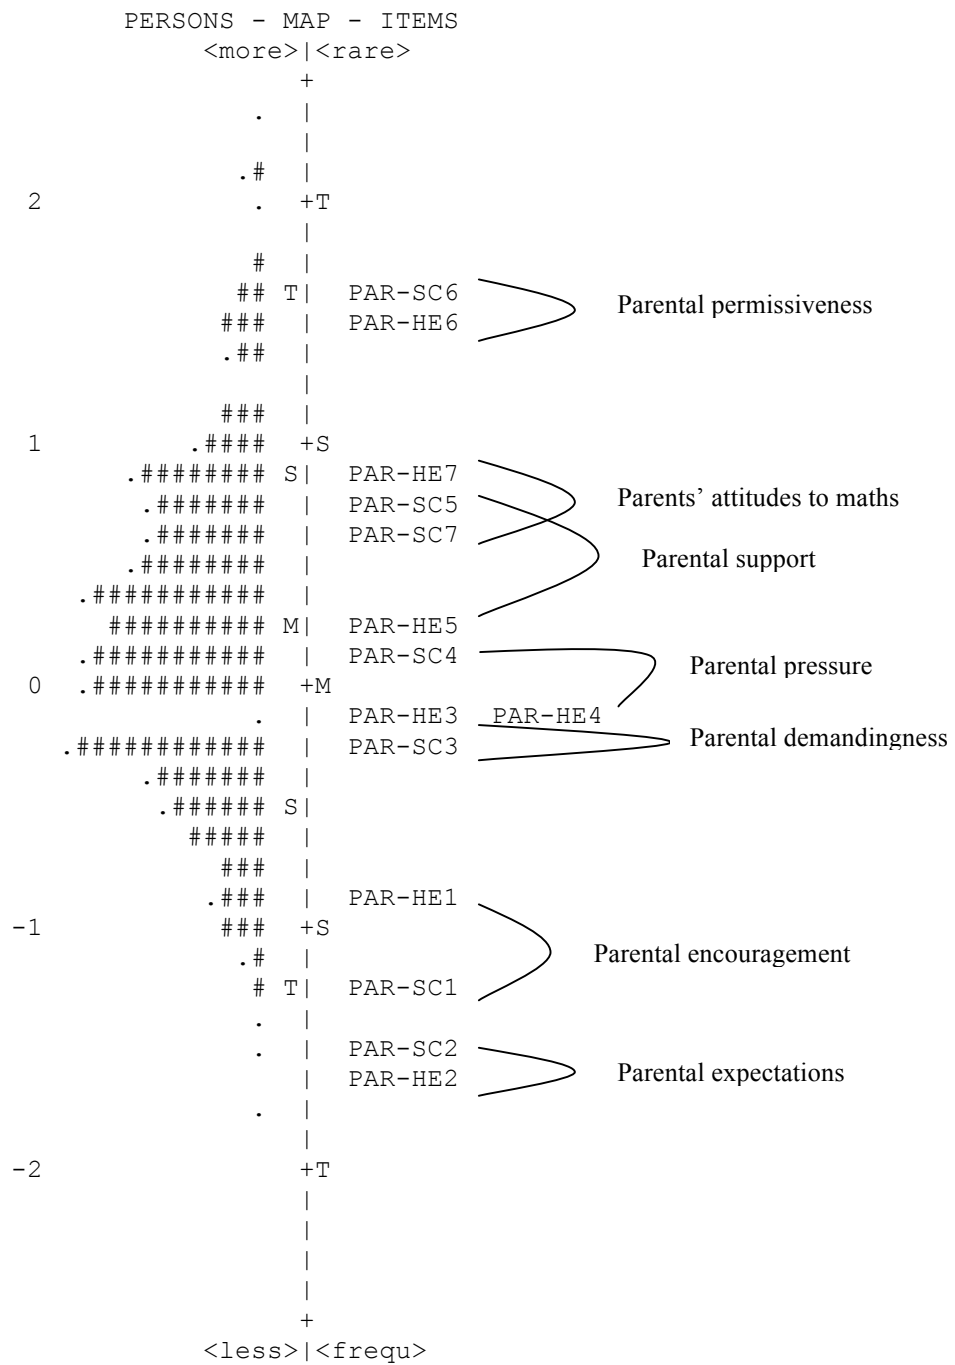 PERSONS - MAP - ITEMS
<more>|<rare>
+
. |
|
.# |
2 . +T
|
# |
## T| PAR-SC6
Parental permissiveness
### | PAR-HE6
.## |
|
### |
1 .#### +S
.######## S| PAR-HE7
Parents’ attitudes to maths
.####### | PAR-SC5
.####### | PAR-SC7
Parental support
.######## |
.########### |
########## M| PAR-HE5
.########### | PAR-SC4
Parental pressure
0 .########### +M
. | PAR-HE3 PAR-HE4
Parental demandingness
.############ | PAR-SC3
.####### |
.###### S|
##### |
### |
.### | PAR-HE1
-1 ### +S
Parental encouragement
.# |
# T| PAR-SC1
. |
. | PAR-SC2
| PAR-HE2 Parental expectations
. |
|
-2 +T
|
|
|
|
+
<less>|<frequ>